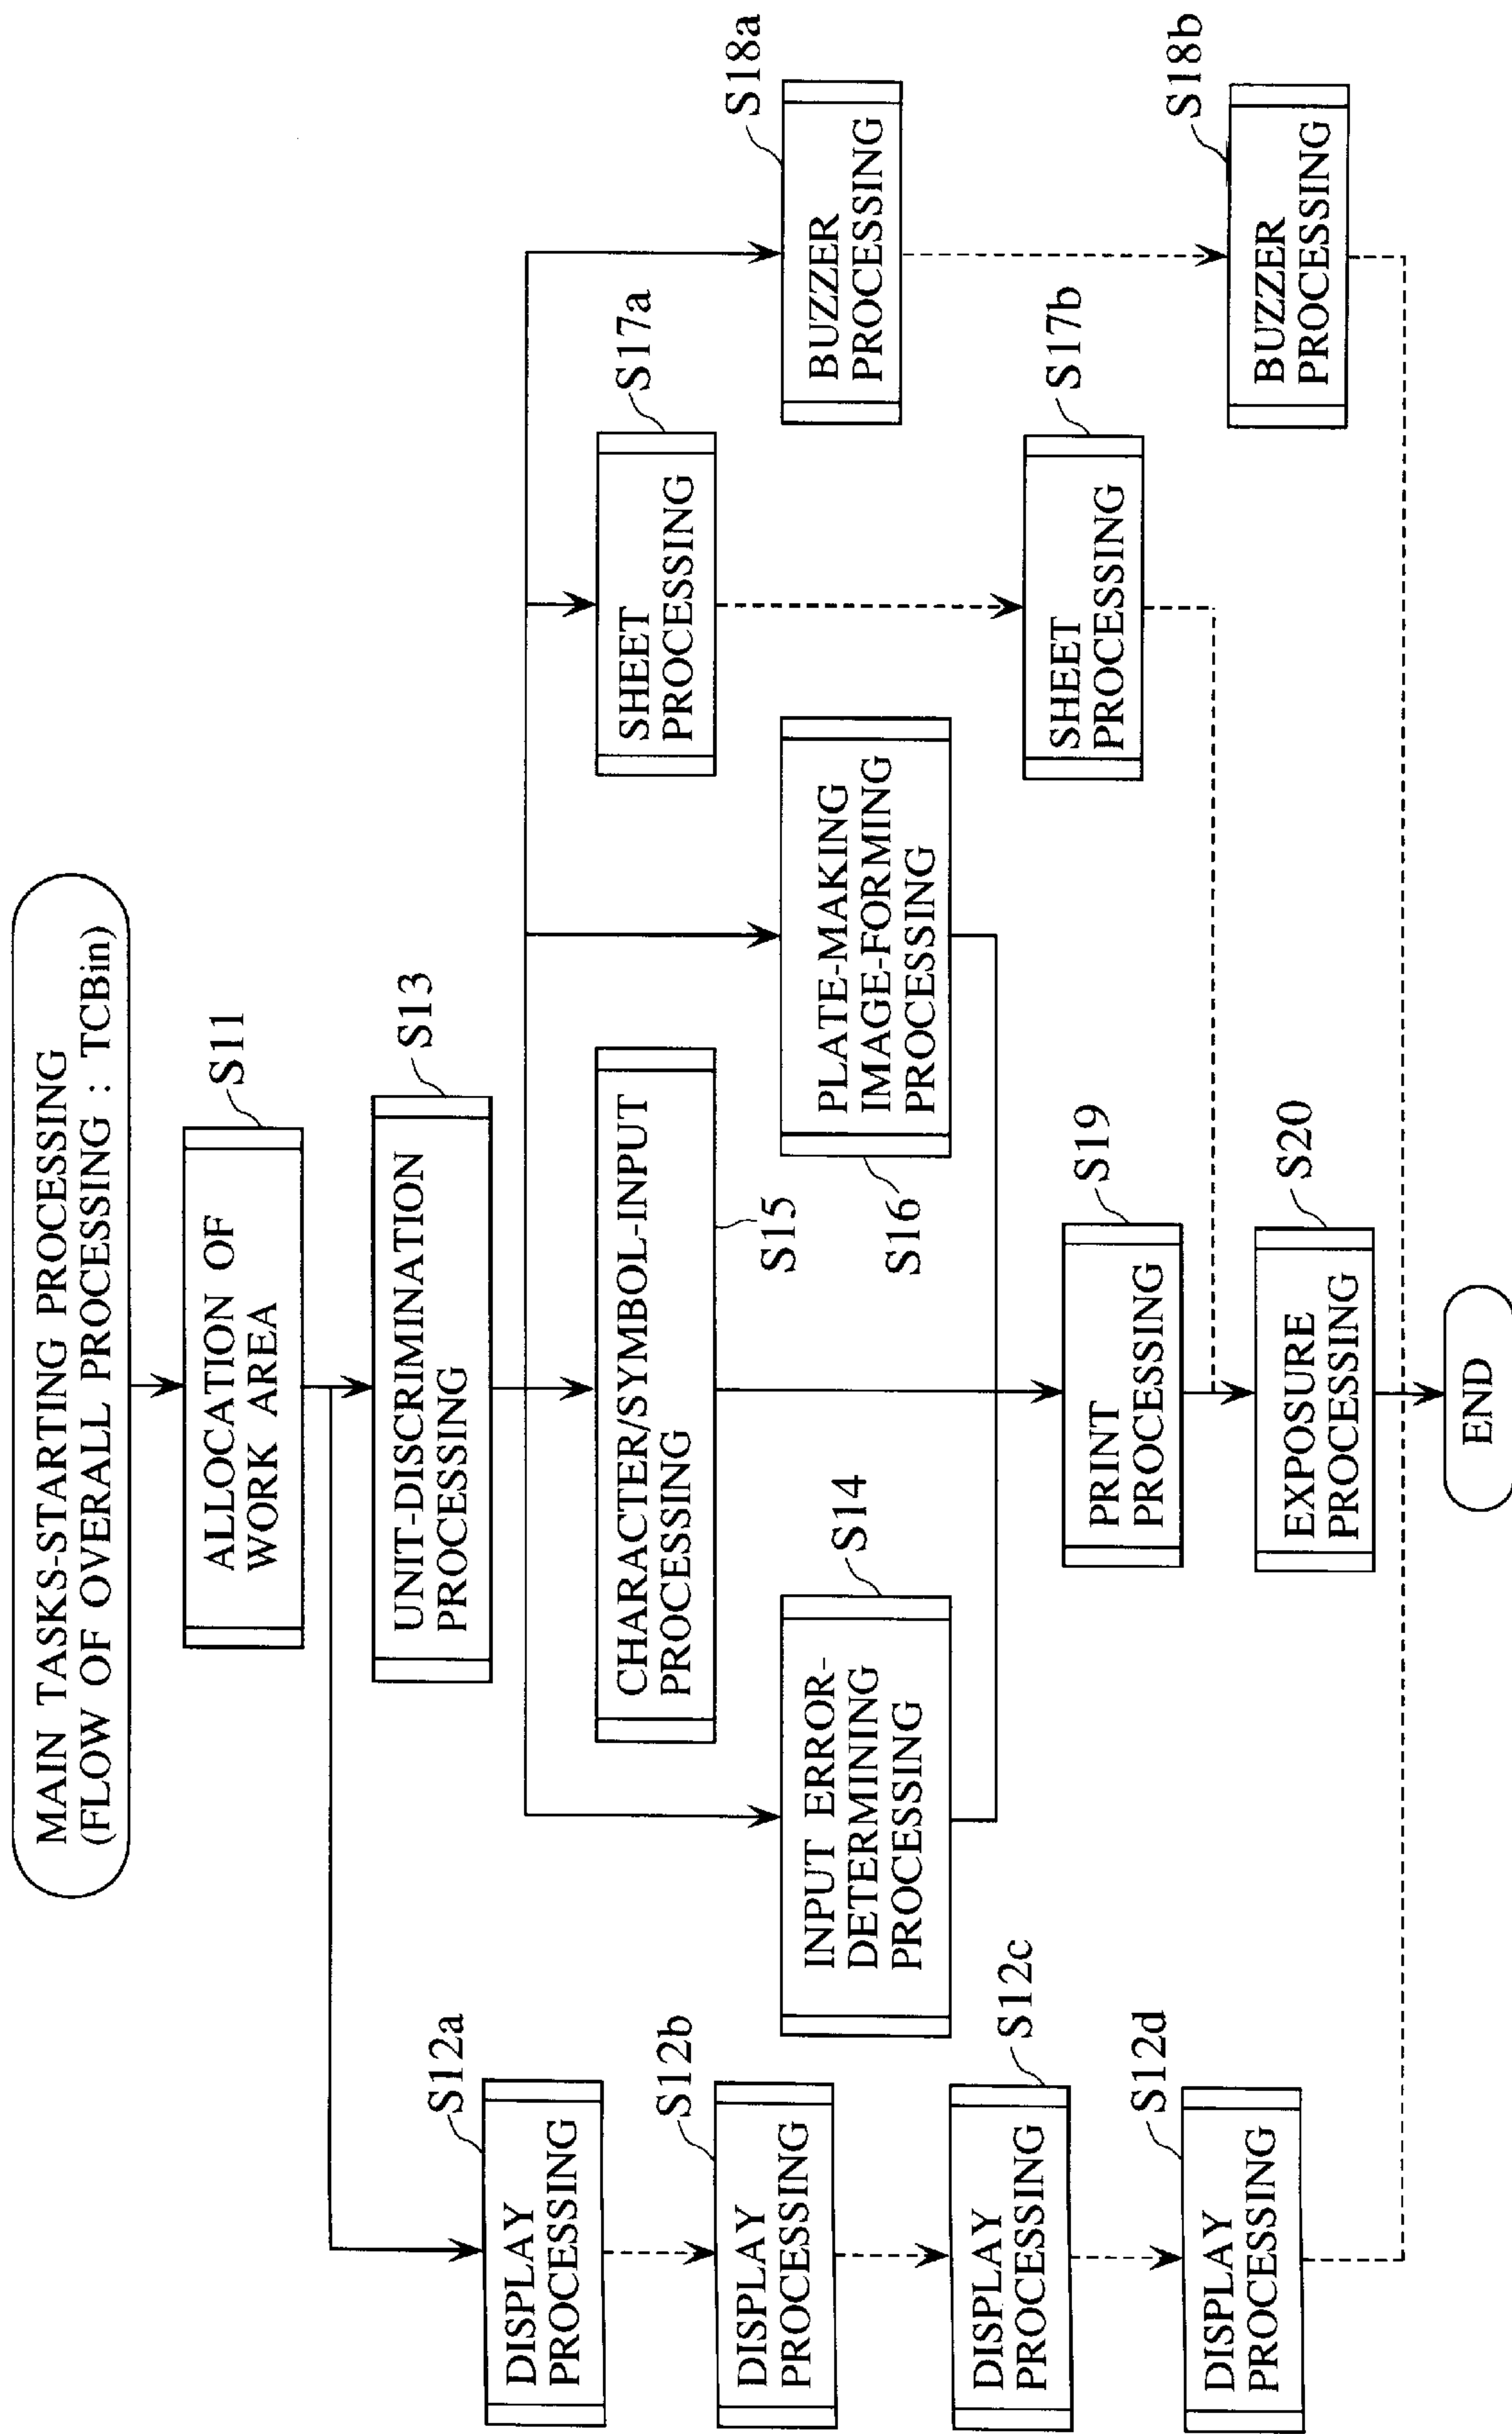 MAIN TASKS-STARTING PROCESSING
(FLOW OF OVERALL PROCESSING : TCBin)
S11
ALLOCATION OF
WORK AREA
S13
UNIT-DISCRIMINATION
PROCESSING
S12a
DISPLAY
PROCESSING
S12b
DISPLAY
PROCESSING
S12c
DISPLAY
PROCESSING
S12d
DISPLAY
PROCESSING
S14
INPUT ERROR-
DETERMINING
PROCESSING
CHARACTER/SYMBOL-INPUT
PROCESSING
S15
PLATE-MAKING
IMAGE-FORMING
PROCESSING
S16
S17a
SHEET
PROCESSING
S17b
SHEET
PROCESSING
S18a
BUZZER
PROCESSING
S18b
BUZZER
PROCESSING
S19
PRINT
PROCESSING
S20
EXPOSURE
PROCESSING
END